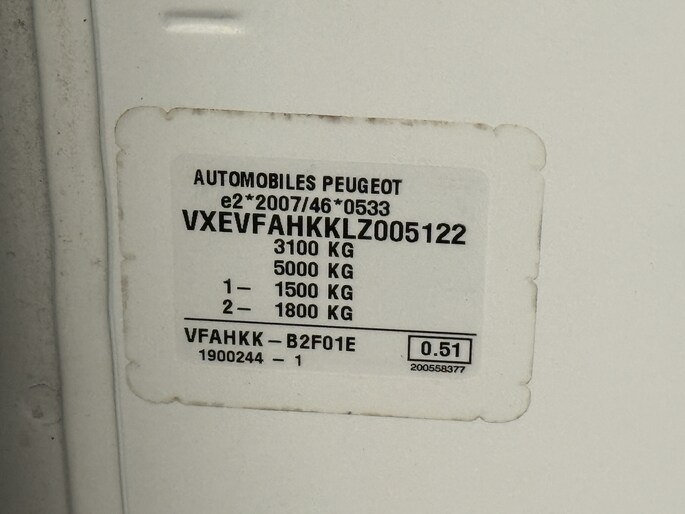 AUTOMOBILES PEUGEOT
e2*2007/46*0533
VXEVFAHKKLZ005122
3100 KG
5000 KG
1- 1500 KG
2- 1800 KG
VFAHKK-B2F01E 0.51
1900244 - 1 200558377